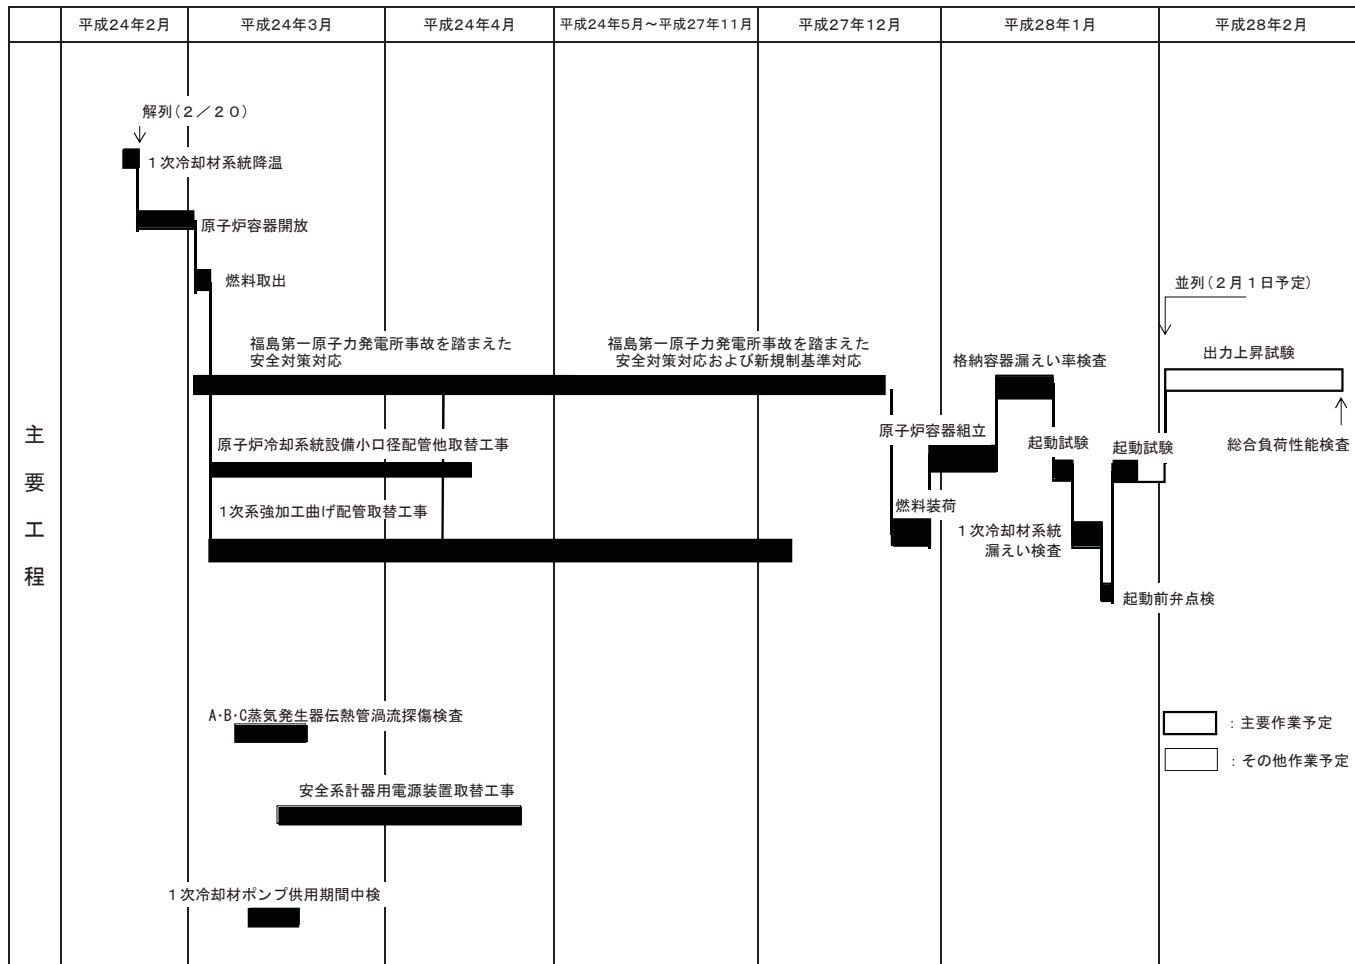 平成24年2月
平成24年3月
平成24年4月
平成24年5月～平成27年11月
平成27年12月
平成28年1月
平成28年2月
主要工程
解列（２／２０）
１次冷却材系統降温
原子炉容器開放
燃料取出
並列（２月１日予定）
福島第一原子力発電所事故を踏まえた
安全対策対応
福島第一原子力発電所事故を踏まえた
安全対策対応および新規制基準対応
格納容器漏えい率検査
出力上昇試験
原子炉冷却系統設備小口径配管他取替工事
原子炉容器組立
起動試験
起動試験
総合負荷性能検査
１次系強加工曲げ配管取替工事
燃料装荷
１次冷却材系統
漏えい検査
起動前弁点検
A･B･C蒸気発生器伝熱管渦流探傷検査
：主要作業予定
：その他作業予定
安全系計器用電源装置取替工事
１次冷却材ポンプ供用期間中検